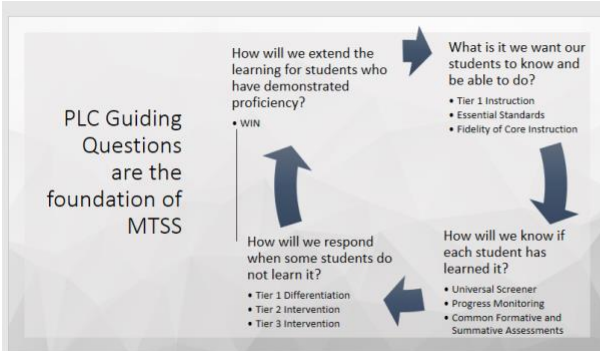 PLC Guiding
Questions
are the
foundation of
MTSS
How will we extend the
learning for students who
have demonstrated
proficiency?
• WIN
What is it we want our
students to know and
be able to do?
• Tier 1 Instruction
• Essential Standards
• Fidelity of Core Instruction
How will we know if
each student has
learned it?
• Universal Screener
• Progress Monitoring
• Common Formative and
Summative Assessments
How will we respond
when some students do
not learn it?
• Tier 1 Differentiation
• Tier 2 Intervention
• Tier 3 Intervention